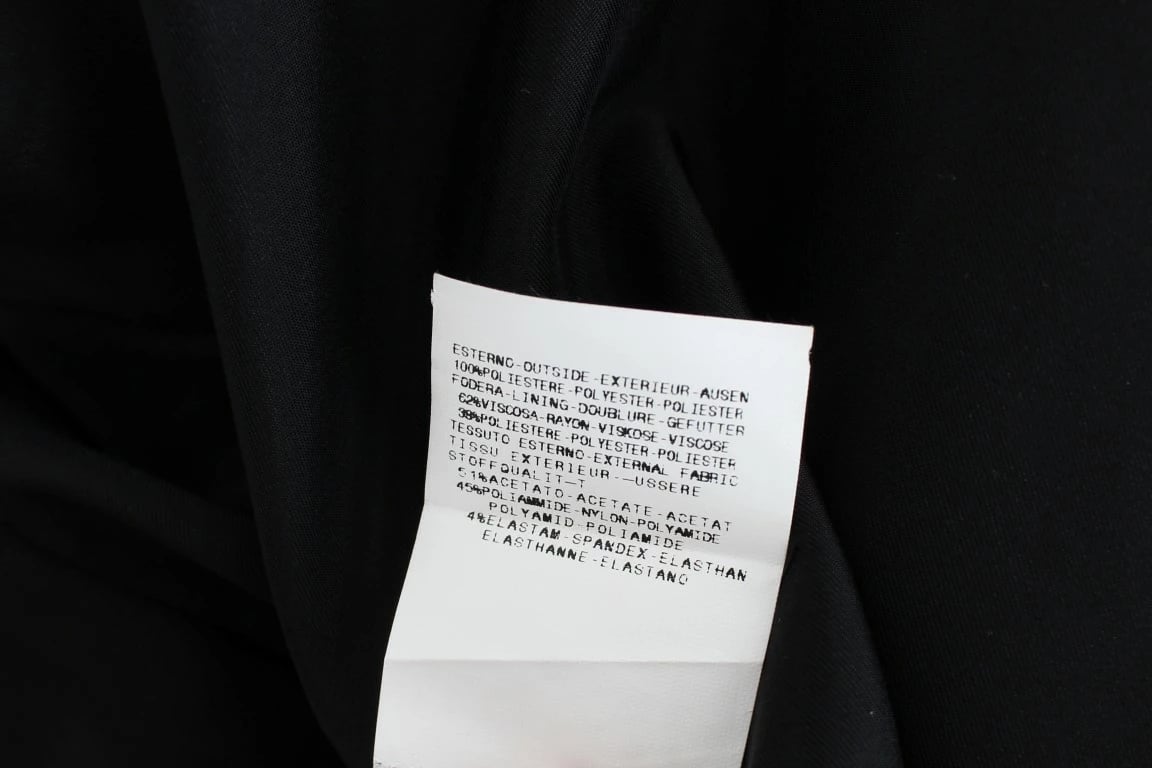 ESTERNO-OUTSIDE-EXTERIEUR-AUSEN
100%POLIESTERE-POLYESTER-POLIESTER
FODERA-LINING-DOUBLURE-GEFUTTER
62%VISCOSA-RAYON-VISKOSE-VISCOSE
38%POLIESTERE-POLYESTER-POLIESTER
TESSUTO ESTERNO-EXTERNAL FABRIC
TISSU EXTERIEUR-—USSERE
STOFFQUALIT—T
51%ACETATO-ACETATE-ACETAT
45%POLIAMMIDE-NYLON-POLYAMIDE
POLYAMID-POLIAMIDE
4%ELASTAM-SPANDEX-ELASTHAN
ELASTHANNE-ELASTANO